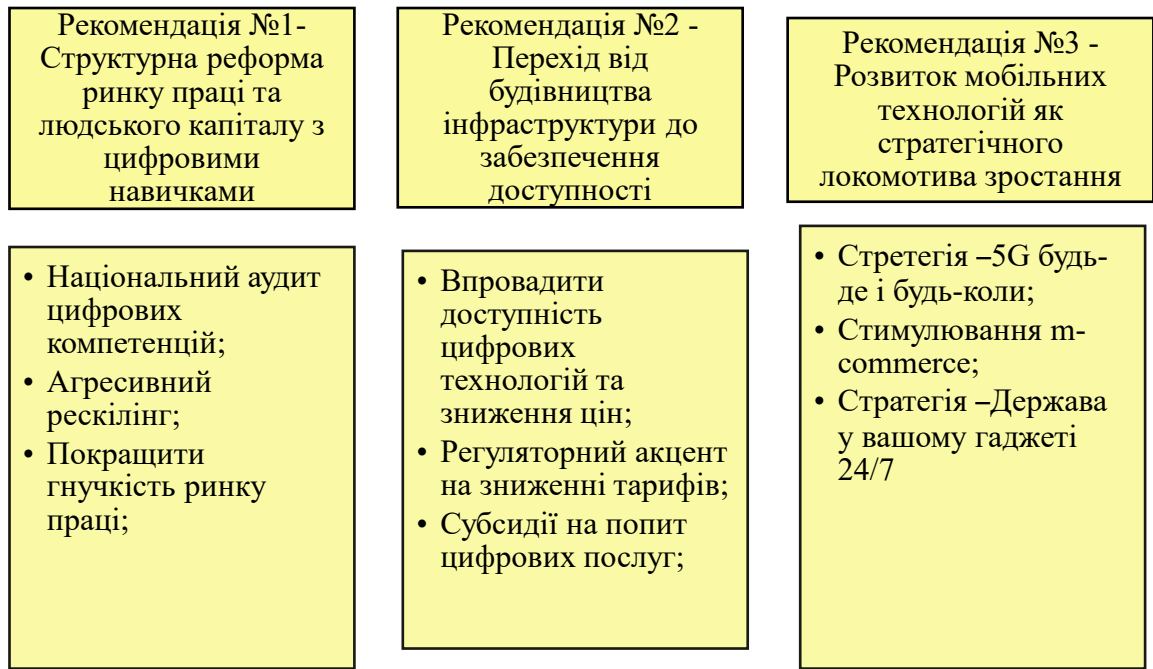 Рекомендація №1-
Структурна реформа
ринку праці та
людського капіталу з
цифровими
навичками
Рекомендація №2 -
Перехід від
будівництва
інфраструктури до
забезпечення
доступності
Рекомендація №3 -
Розвиток мобільних
технологій як
стратегічного
локомотива зростання
• Національний аудит
цифрових
компетенцій;
• Агресивний
рескілінг;
• Покращити
гнучкість ринку
праці;
• Впровадити
доступність
цифрових
технологій та
зниження цін;
• Регуляторний акцент
на зниженні тарифів;
• Субсидії на попит
цифрових послуг;
• Стретегія –5G будь-
де і будь-коли;
• Стимулювання m-
commerce;
• Стратегія –Держава
у вашому гаджеті
24/7